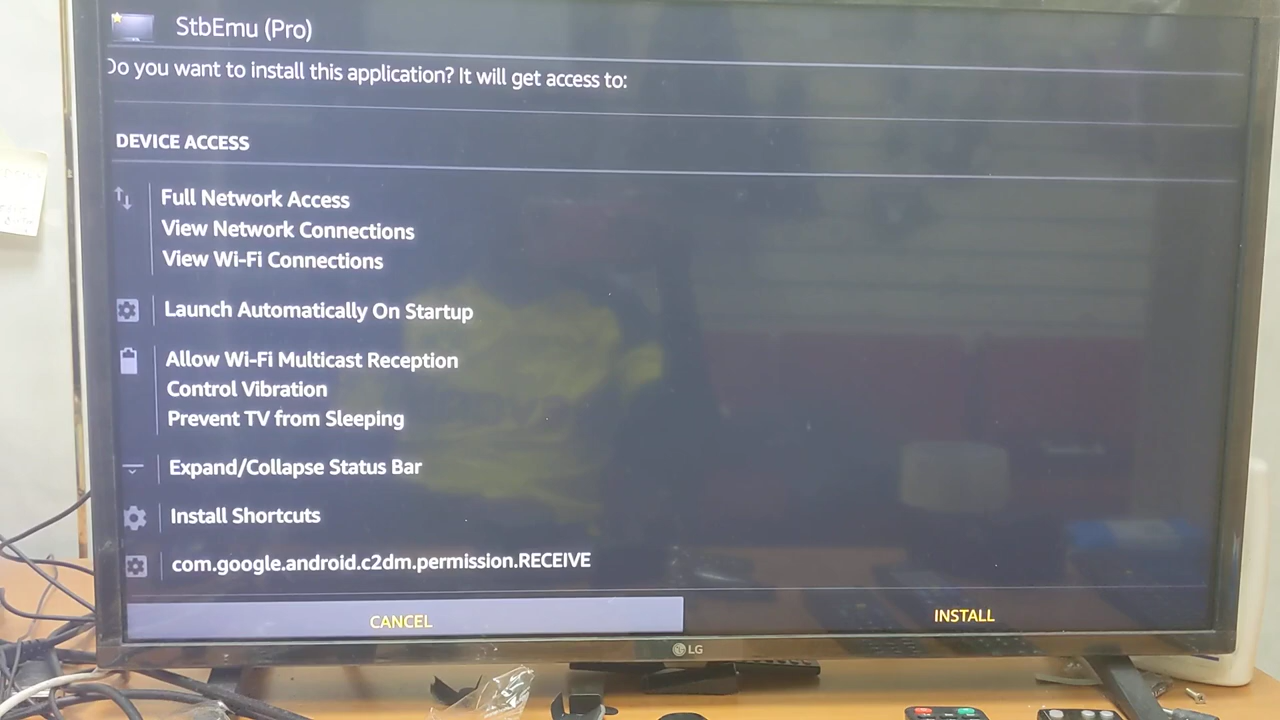 StbEmu (Pro)
Do you want to install this application? It will get access to:
DEVICE ACCESS
Full Network Access
View Network Connections
View Wi-Fi Connections
Launch Automatically On Startup
Allow Wi-Fi Multicast Reception
Control Vibration
Prevent TV from Sleeping
Expand/Collapse Status Bar
Install Shortcuts
com.google.android.c2dm.permission.RECEIVE
CANCEL
INSTALL
LG